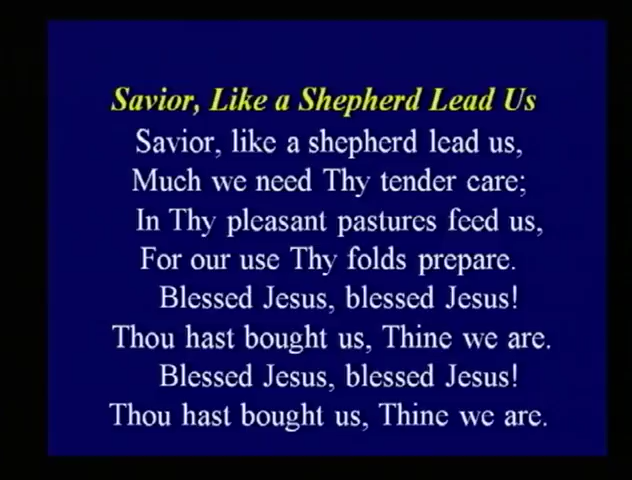 Savior, Like a Shepherd Lead Us
Savior, like a shepherd lead us,
Much we need Thy tender care;
In Thy pleasant pastures feed us,
For our use Thy folds prepare.
Blessed Jesus, blessed Jesus!
Thou hast bought us, Thine we are.
Blessed Jesus, blessed Jesus!
Thou hast bought us, Thine we are.